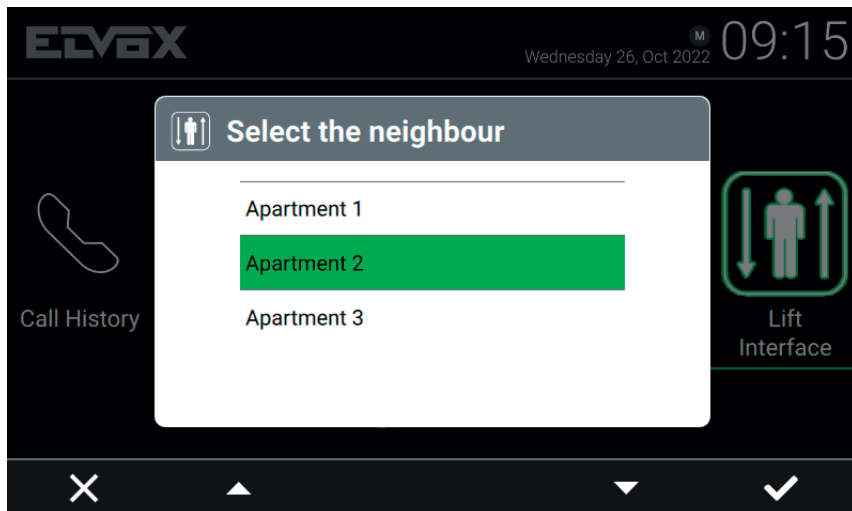 ELVOX
M
Wednesday 26, Oct 2022
09:15
Select the neighbour
Apartment 1
Apartment 2
Apartment 3
Call History
Lift
Interface